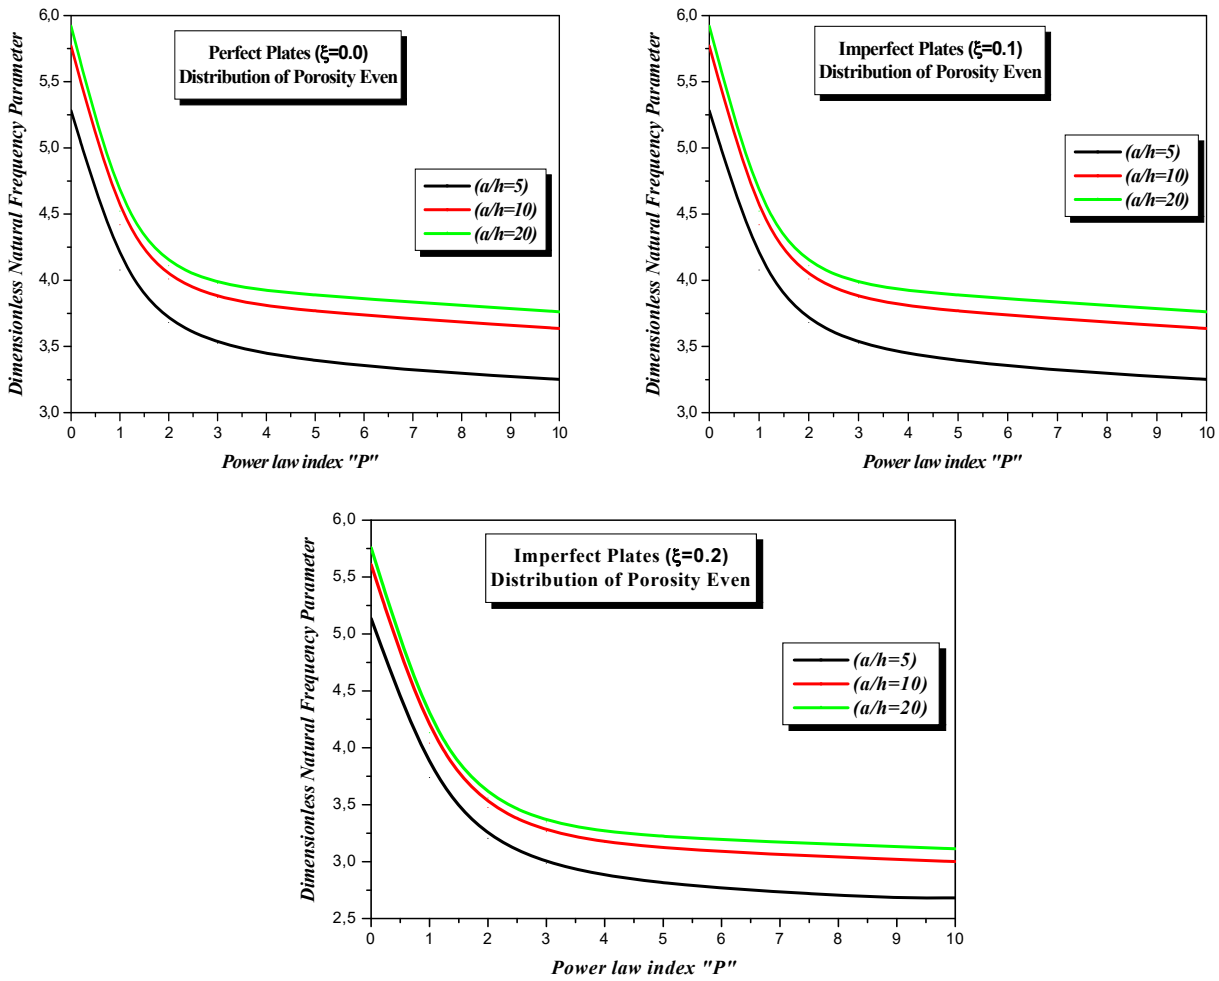 Dimensionless Natural Frequency Parameter
6,0
5,5
5,0
4,5
4,0
3,5
3,0
Perfect Plates (ξ=0.0)
Distribution of Porosity Even
(a/h=5)
(a/h=10)
(a/h=20)
0 1 2 3 4 5 6 7 8 9 10
Power law index "P"
Dimensionless Natural Frequency Parameter
6,0
5,5
5,0
4,5
4,0
3,5
3,0
Imperfect Plates (ξ=0.1)
Distribution of Porosity Even
(a/h=5)
(a/h=10)
(a/h=20)
0 1 2 3 4 5 6 7 8 9 10
Power law index "P"
Dimensionless Natural Frequency Parameter
6,0
5,5
5,0
4,5
4,0
3,5
3,0
2,5
Imperfect Plates (ξ=0.2)
Distribution of Porosity Even
(a/h=5)
(a/h=10)
(a/h=20)
0 1 2 3 4 5 6 7 8 9 10
Power law index "P"